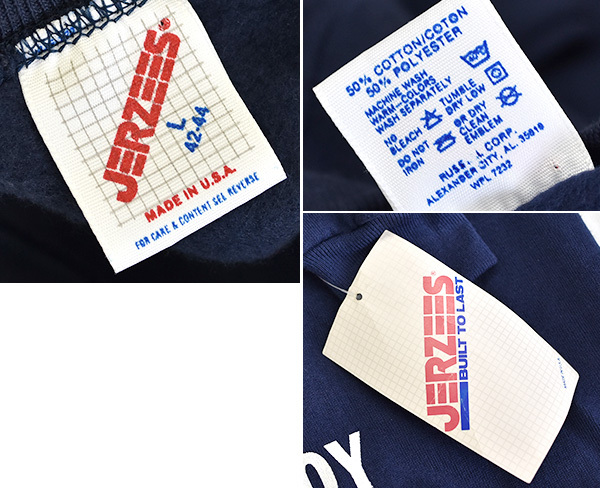 JERZEES®
L
42-44
MADE IN U.S.A.
FOR CARE & CONTENT SEE REVERSE
50% COTTON/COTON
50% POLYESTER
MACHINE WASH
WARM-COLORS
WASH SEPARATELY
NO BLEACH
TUMBLE DRY LOW
DO NOT IRON
OR DRY CLEAN
EMBLEM
RUSS. CORP.
ALEXANDER CITY, AL. 35010
WPL 7232
JERZEES®
BUILT TO LAST